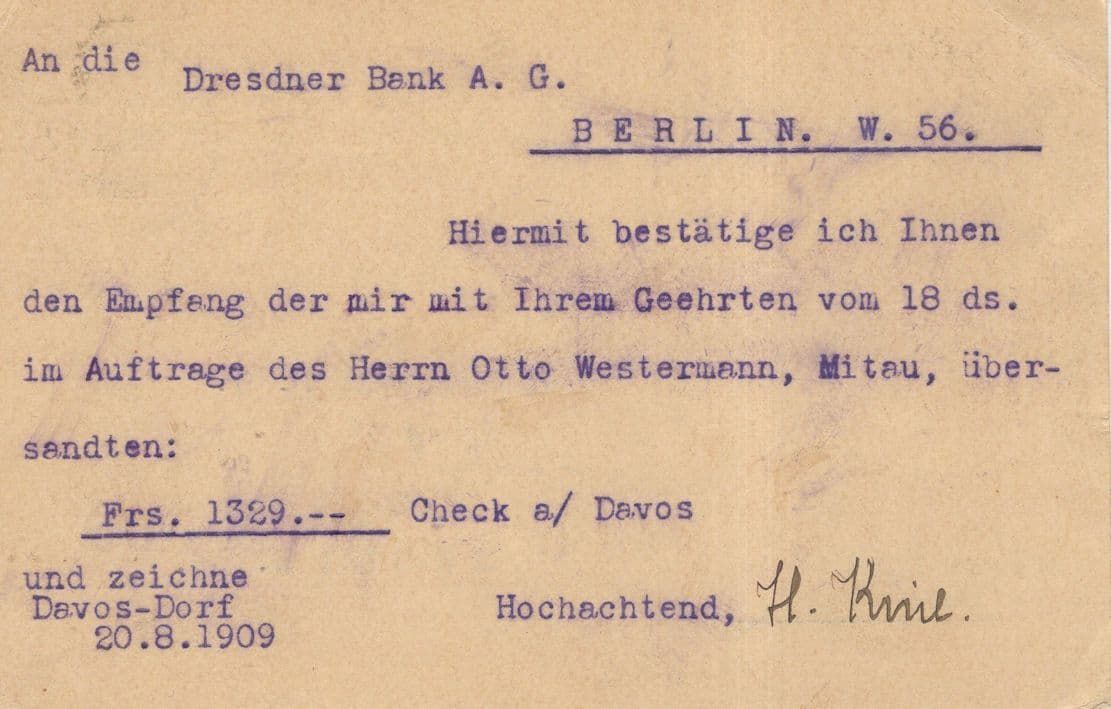 An die
Dresdner Bank A. G.
B E R L I N.  W. 56.
Hiermit bestätige ich Ihnen
den Empfang der mir mit Ihrem Geehrten vom 18 ds.
im Auftrage des Herrn Otto Westermann, Mitau, über-
sandten:
Frs. 1329.--  Check a/ Davos
und zeichne
Davos-Dorf
20.8.1909
Hochachtend, H.